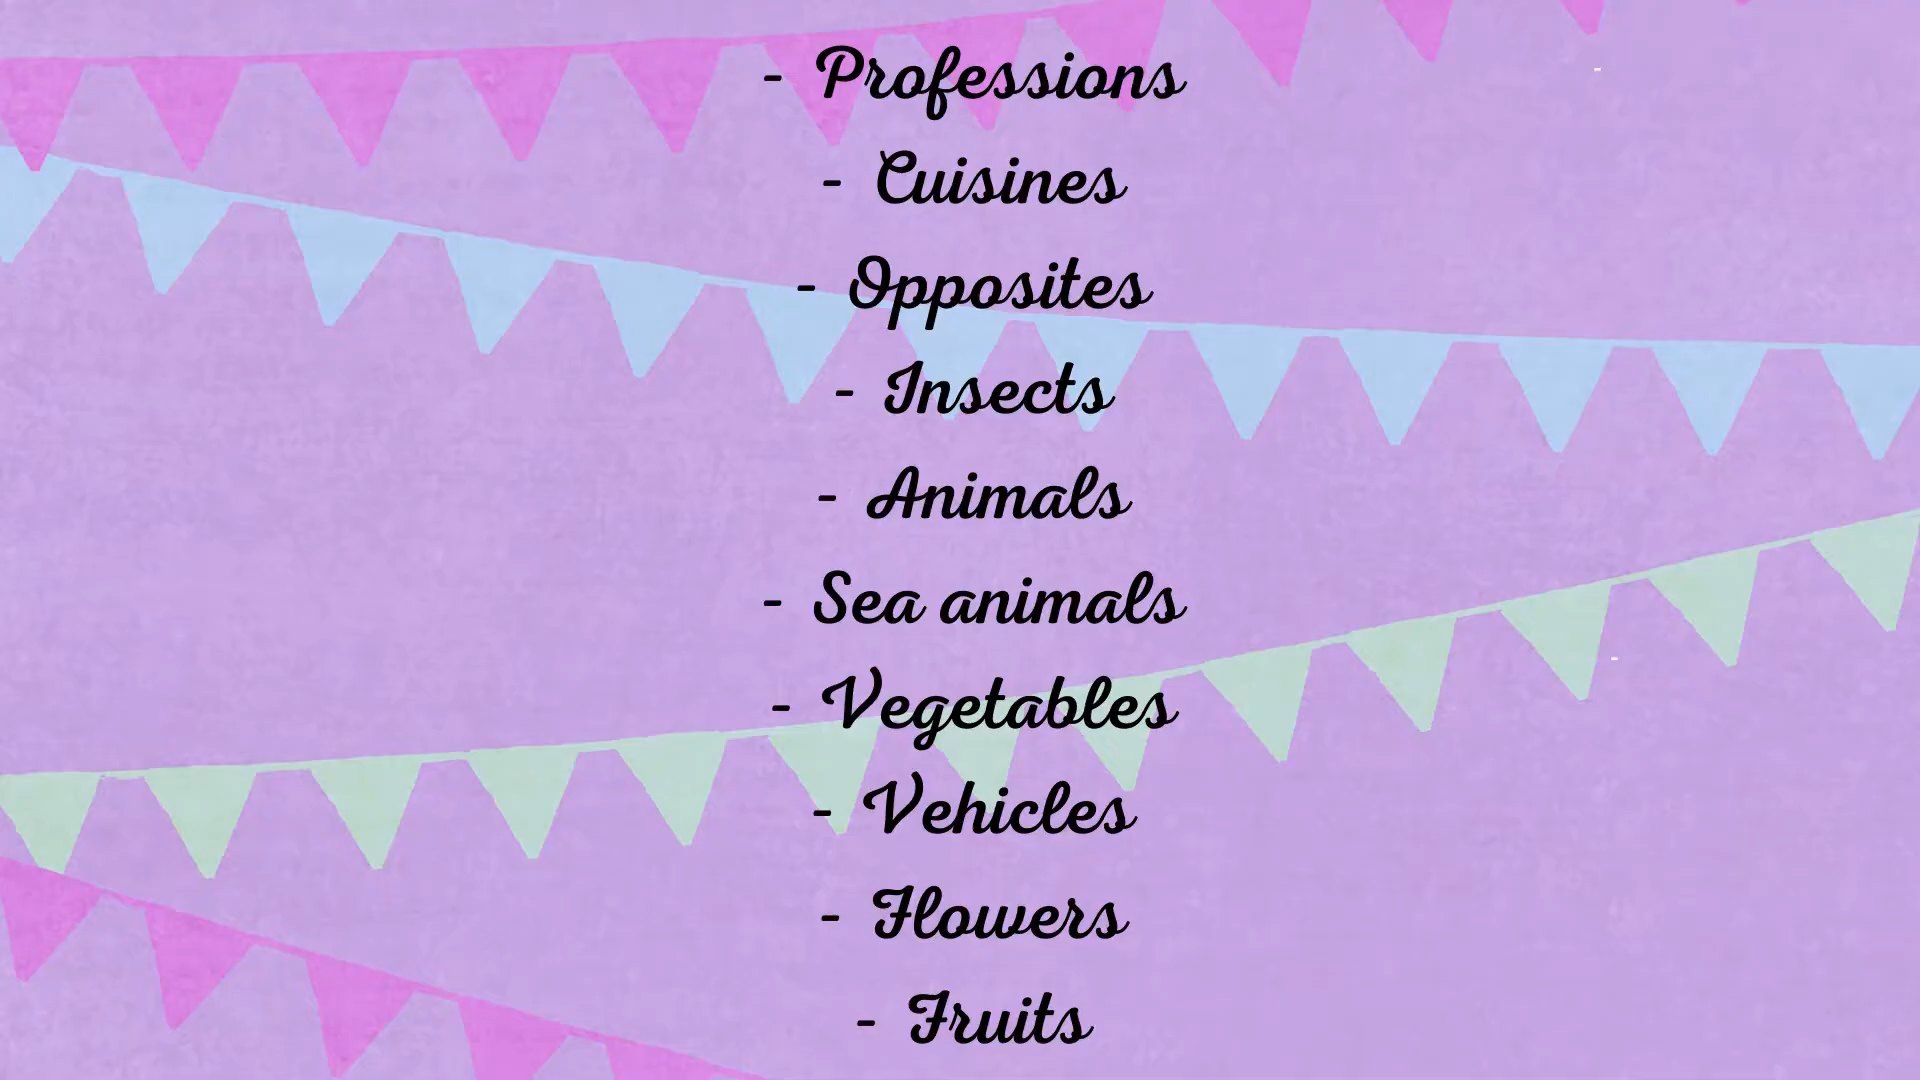 - Professions
- Cuisines
- Opposites
- Insects
- Animals
- Sea animals
- Vegetables
- Vehicles
- Flowers
- Fruits